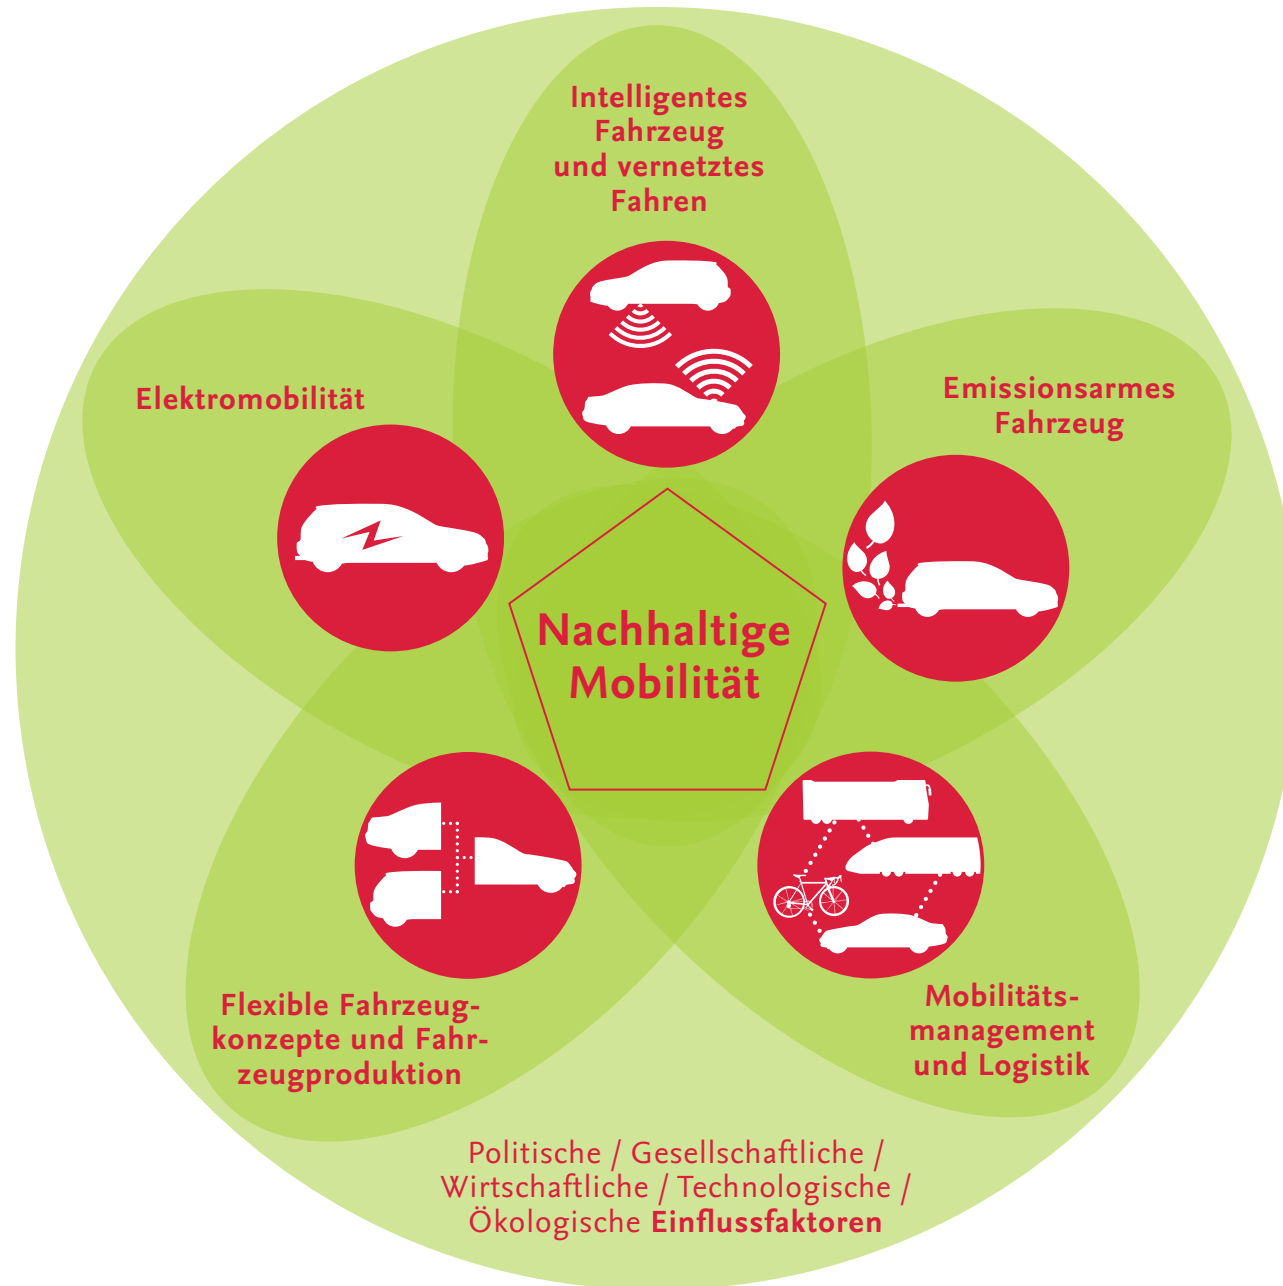 Intelligentes
Fahrzeug
und vernetztes
Fahren
Elektromobilität
Emissionsarmes
Fahrzeug
Nachhaltige
Mobilität
Flexible Fahrzeug-
konzepte und Fahr-
zeugproduktion
Mobilitäts-
management
und Logistik
Politische / Gesellschaftliche /
Wirtschaftliche / Technologische /
Ökologische Einflussfaktoren